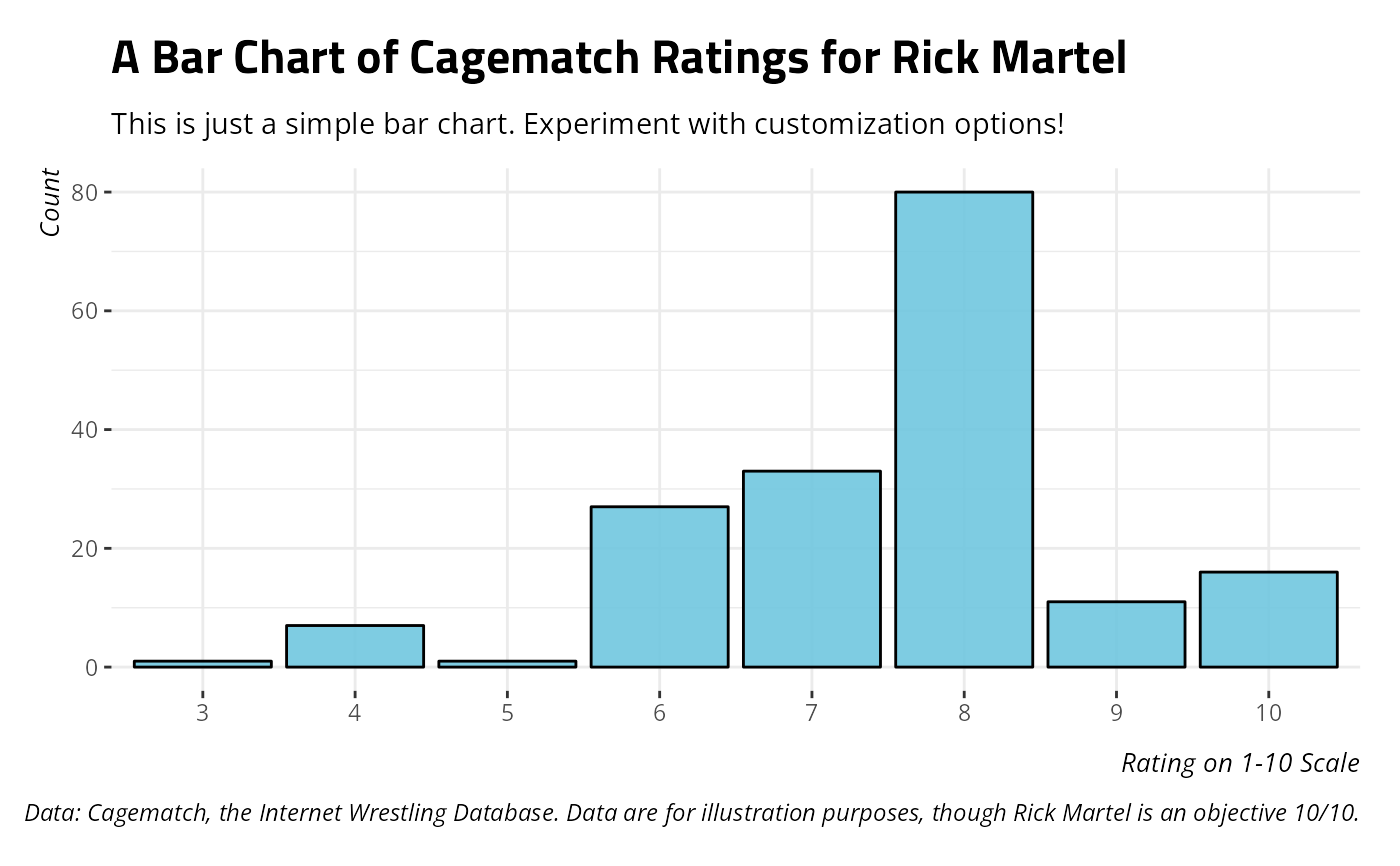 A Bar Chart of Cagematch Ratings for Rick Martel
This is just a simple bar chart. Experiment with customization options!
Count
80
60
40
20
0
3 4 5 6 7 8 9 10
Rating on 1-10 Scale
Data: Cagematch, the Internet Wrestling Database. Data are for illustration purposes, though Rick Martel is an objective 10/10.